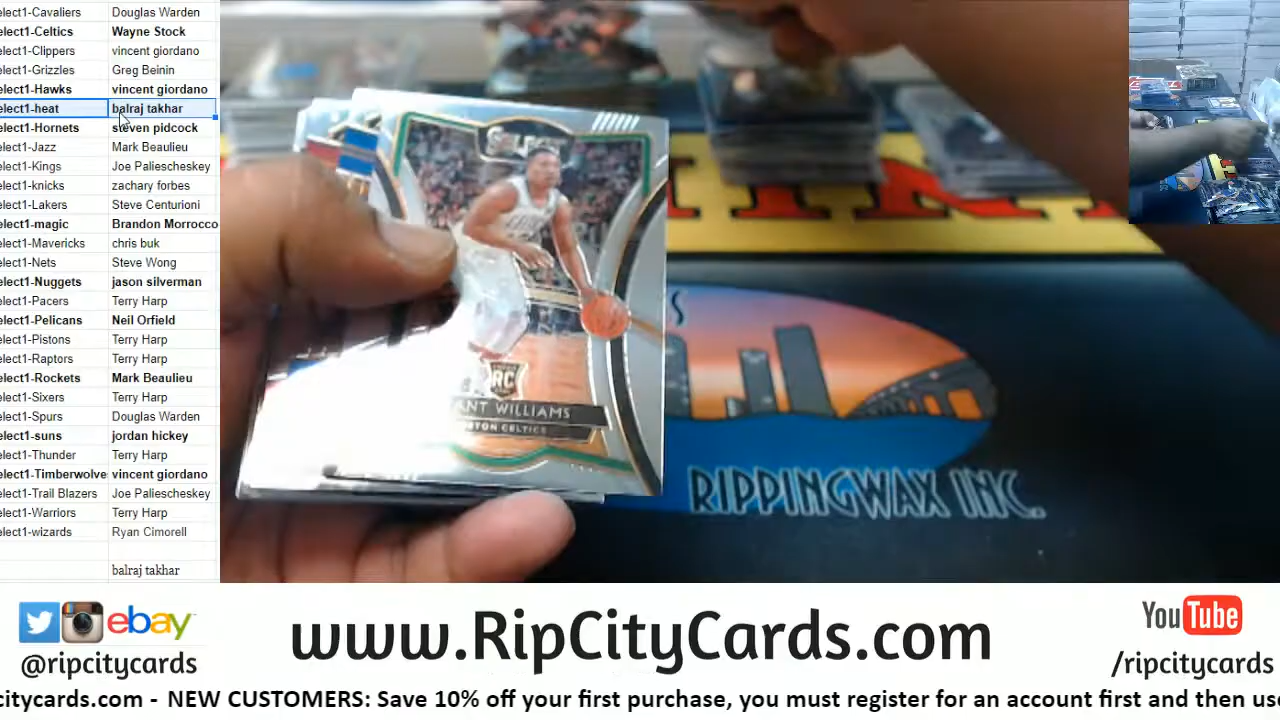 elect1-Cavaliers Douglas Warden
elect1-Celtics Wayne Stock
elect1-Clippers vincent giordano
elect1-Grizzles Greg Beinin
elect1-Hawks vincent giordano
elect1-heat balraj takhar
elect1-Hornets steven pidcock
elect1-Jazz Mark Beaulieu
elect1-Kings Joe Paliescheskey
elect1-knicks zachary forbes
elect1-Lakers Steve Centurioni
elect1-magic Brandon Morrocco
elect1-Mavericks chris buk
elect1-Nets Steve Wong
elect1-Nuggets jason silverman
elect1-Pacers Terry Harp
elect1-Pelicans Neil Orfield
elect1-Pistons Terry Harp
elect1-Raptors Terry Harp
elect1-Rockets Mark Beaulieu
elect1-Sixers Terry Harp
elect1-Spurs Douglas Warden
elect1-suns jordan hickey
elect1-Thunder Terry Harp
elect1-Timberwolve vincent giordano
elect1-Trail Blazers Joe Paliescheskey
elect1-Warriors Terry Harp
elect1-wizards Ryan Cimorell
balraj takhar
SELECT
RC
ANT WILLIAMS
STON CELTICS
S
RIPPINGWAX INC.
ebay
@ripcitycards
www.RipCityCards.com
YouTube
/ripcitycards
citycards.com - NEW CUSTOMERS: Save 10% off your first purchase, you must register for an account first and then use